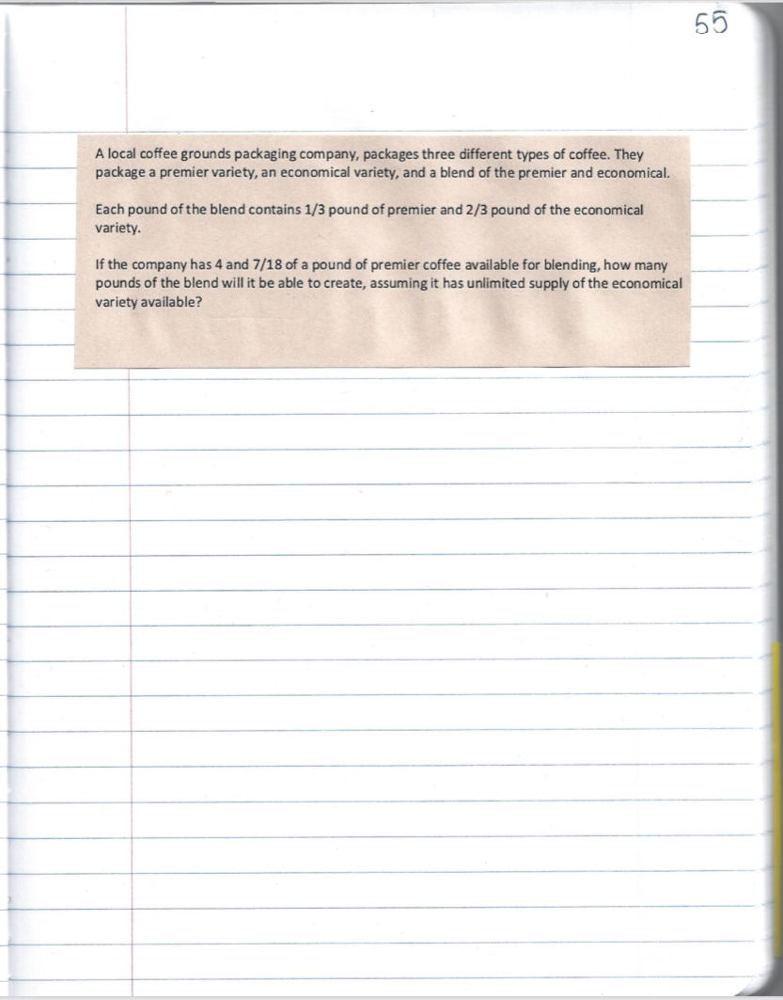 55
A local coffee grounds packaging company, packages three different types of coffee. They
package a premier variety, an economical variety, and a blend of the premier and economical.
Each pound of the blend contains 1/3 pound of premier and 2/3 pound of the economical
variety.
If the company has 4 and 7/18 of a pound of premier coffee available for blending, how many
pounds of the blend will it be able to create, assuming it has unlimited supply of the economical
variety available?